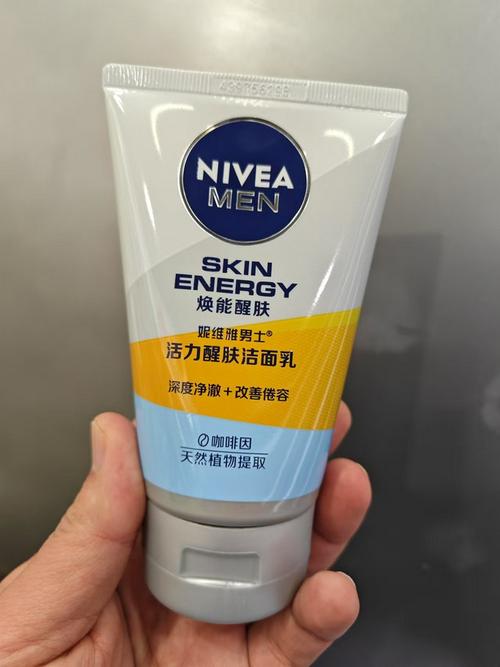 NIVEA
MEN
SKIN
ENERGY
焕能醒肤
妮维雅男士®
活力醒肤洁面乳
深度净澈+改善倦容
咖啡因
天然植物提取